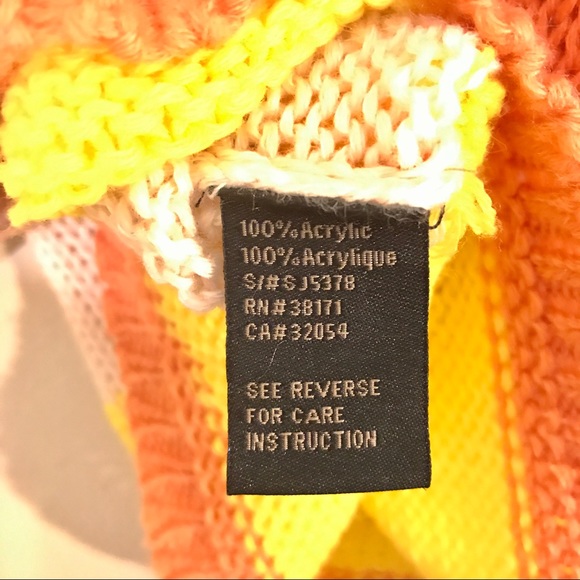 100% Acrylic
100% Acrylique
S/#SJ5378
RN#38171
CA#32054
SEE REVERSE
FOR CARE
INSTRUCTION